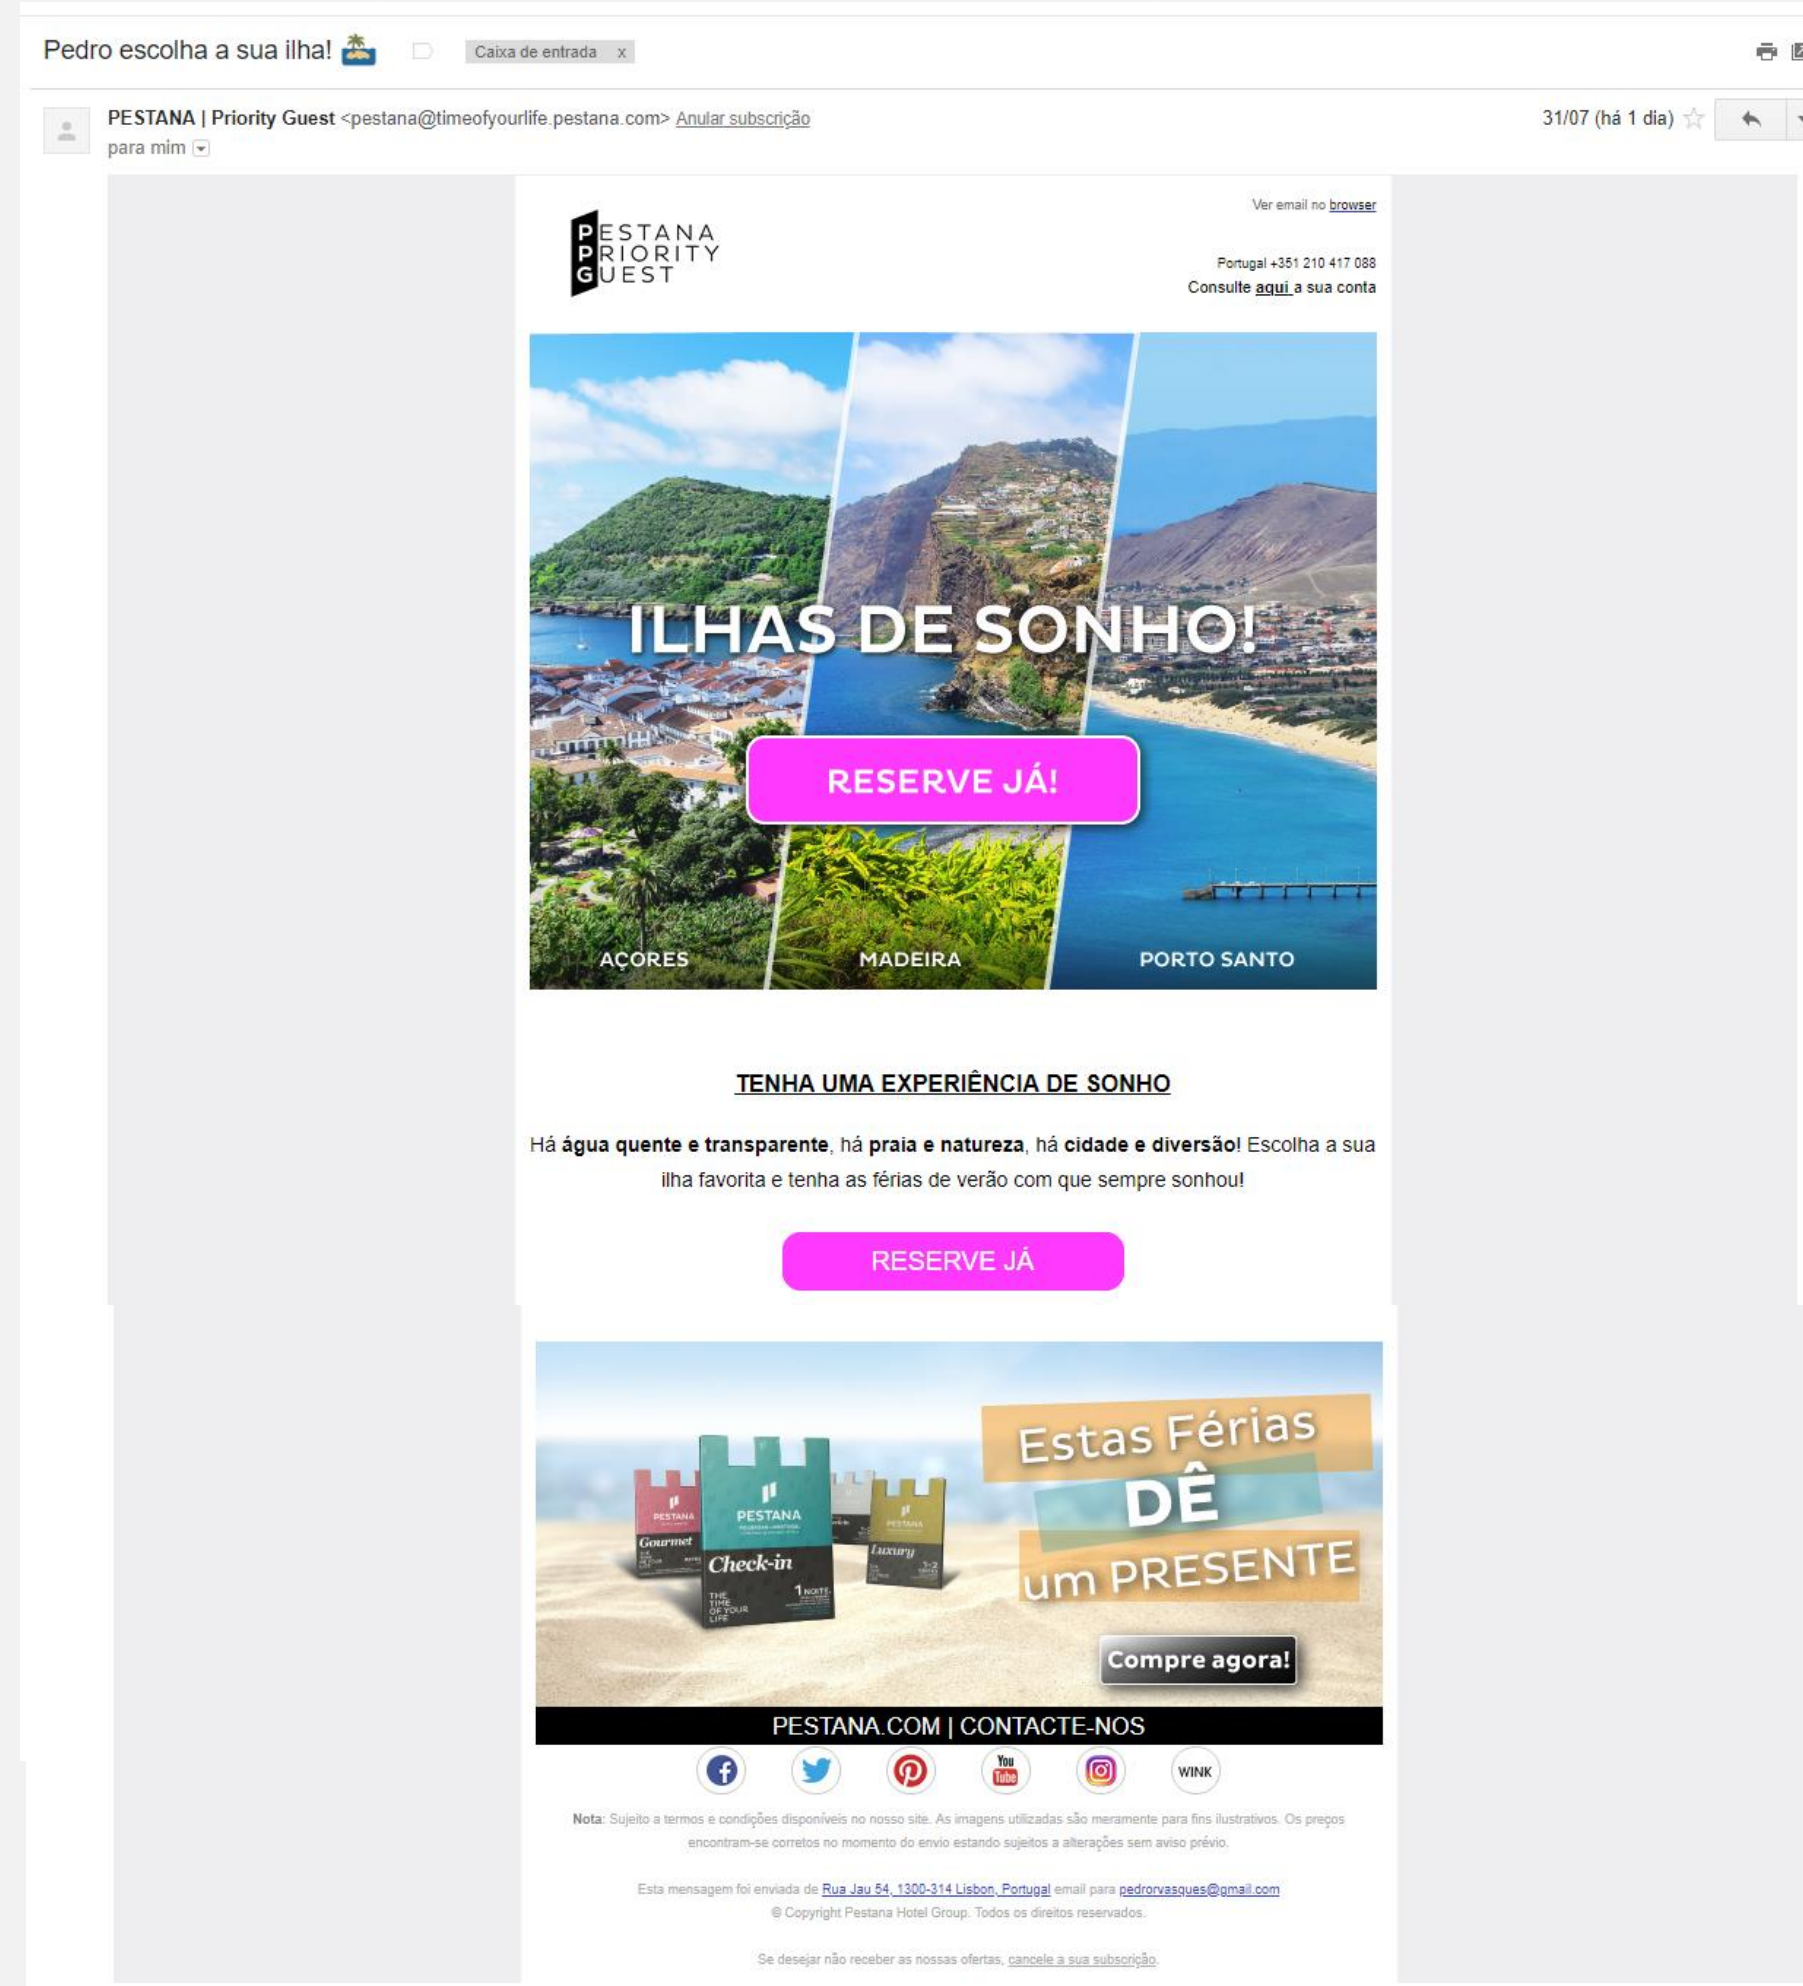 Pedro escolha a sua ilha!
Caixa de entrada x
PESTANA | Priority Guest <pestana@timeofyourlife.pestana.com> Anular subscrição
31/07 (há 1 dia)
para mim
Ver email no browser
PESTANA
PRIORITY
GUEST
Portugal +351 210 417 088
Consulte aqui a sua conta
ILHAS DE SONHO!
RESERVE JÁ!
AÇORES
MADEIRA
PORTO SANTO
TENHA UMA EXPERIÊNCIA DE SONHO
Há água quente e transparente, há praia e natureza, há cidade e diversão! Escolha a sua
ilha favorita e tenha as férias de verão com que sempre sonhou!
RESERVE JÁ
Estas Férias
DÊ
um PRESENTE
PESTANA
Gourmet
PESTANA
Check-in
1 NOITE
THE
TIME
OF YOUR
LIFE
PESTANA
Luxury
1-2
Compre agora!
PESTANA.COM | CONTACTE-NOS
You
Tube
WINK
Nota: Sujeito a termos e condições disponíveis no nosso site. As imagens utilizadas são meramente para fins ilustrativos. Os preços
encontram-se corretos no momento do envio estando sujeitos a alterações sem aviso prévio.
Esta mensagem foi enviada de Rua Jau 54, 1300-314 Lisbon, Portugal email para pedrorvasques@gmail.com
© Copyright Pestana Hotel Group. Todos os direitos reservados.
Se desejar não receber as nossas ofertas, cancele a sua subscrição.